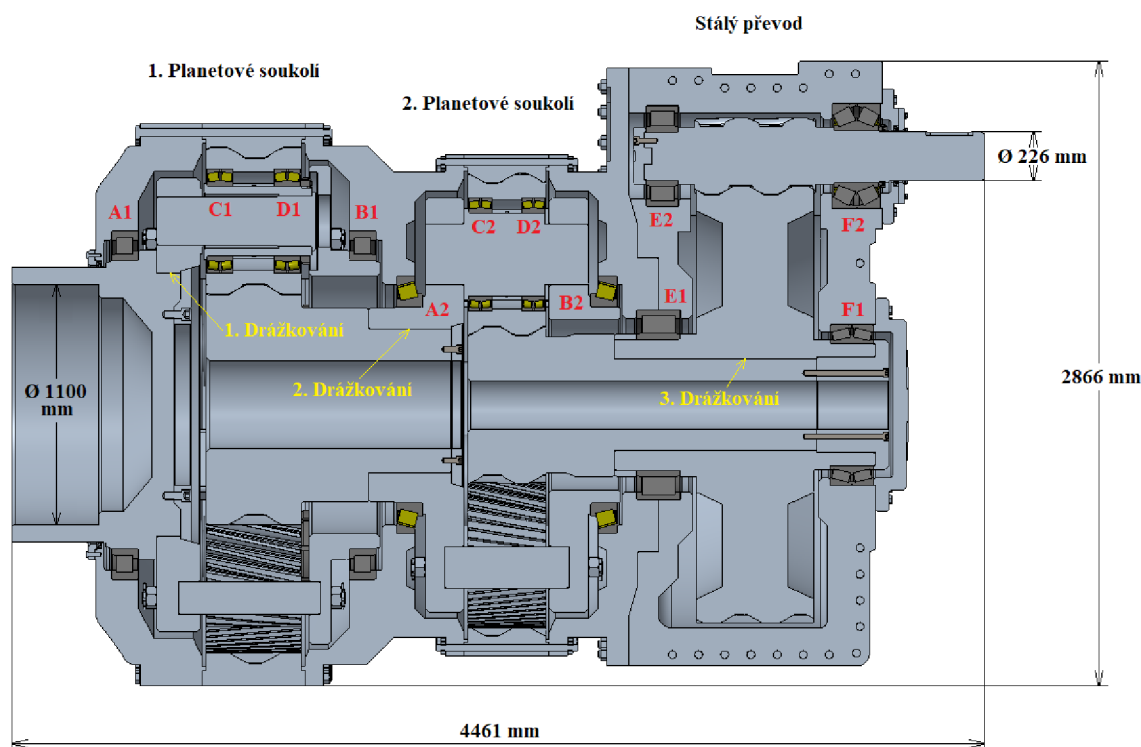 Stálý převod
1. Planetové soukolí
2. Planetové soukolí
Ø 226 mm
A1
C1
D1
B1
C2
D2
E2
F2
A2
B2
E1
F1
1. Drážkování
2. Drážkování
3. Drážkování
Ø 1100
mm
2866 mm
4461 mm